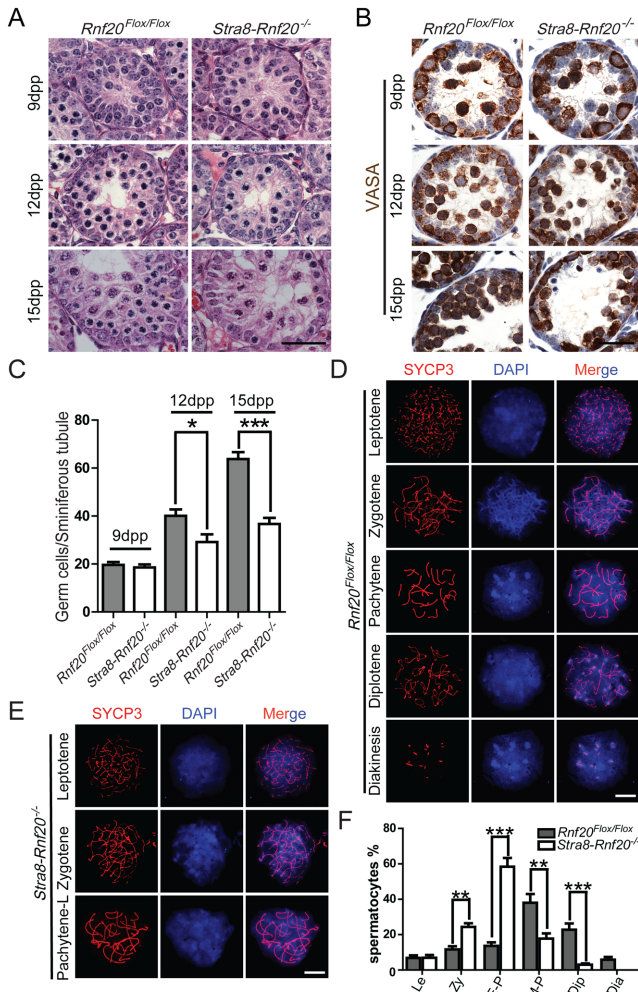 A
Rnf20Flox/Flox
Stra8-Rnf20-/-
9dpp
12dpp
15dpp
B
Rnf20Flox/Flox
Stra8-Rnf20-/-
VASA
9dpp
12dpp
15dpp
C
Germ cells/Sminiferous tubule
80
60
40
20
0
9dpp
12dpp
*
15dpp
***
Rnf20Flox/Flox
Stra8-Rnf20-/-
Rnf20Flox/Flox
Stra8-Rnf20-/-
Rnf20Flox/Flox
Stra8-Rnf20-/-
D
SYCP3 DAPI Merge
Rnf20Flox/Flox
Leptotene
Zygotene
Pachytene
Diplotene
Diakinesis
E
SYCP3 DAPI Merge
Stra8-Rnf20-/-
Leptotene
Zygotene
Pachytene-L
F
spermatocytes %
80
60
40
20
0
Rnf20Flox/Flox
Stra8-Rnf20-/-
**
***
**
***
Le
Zy
Dip
Dia